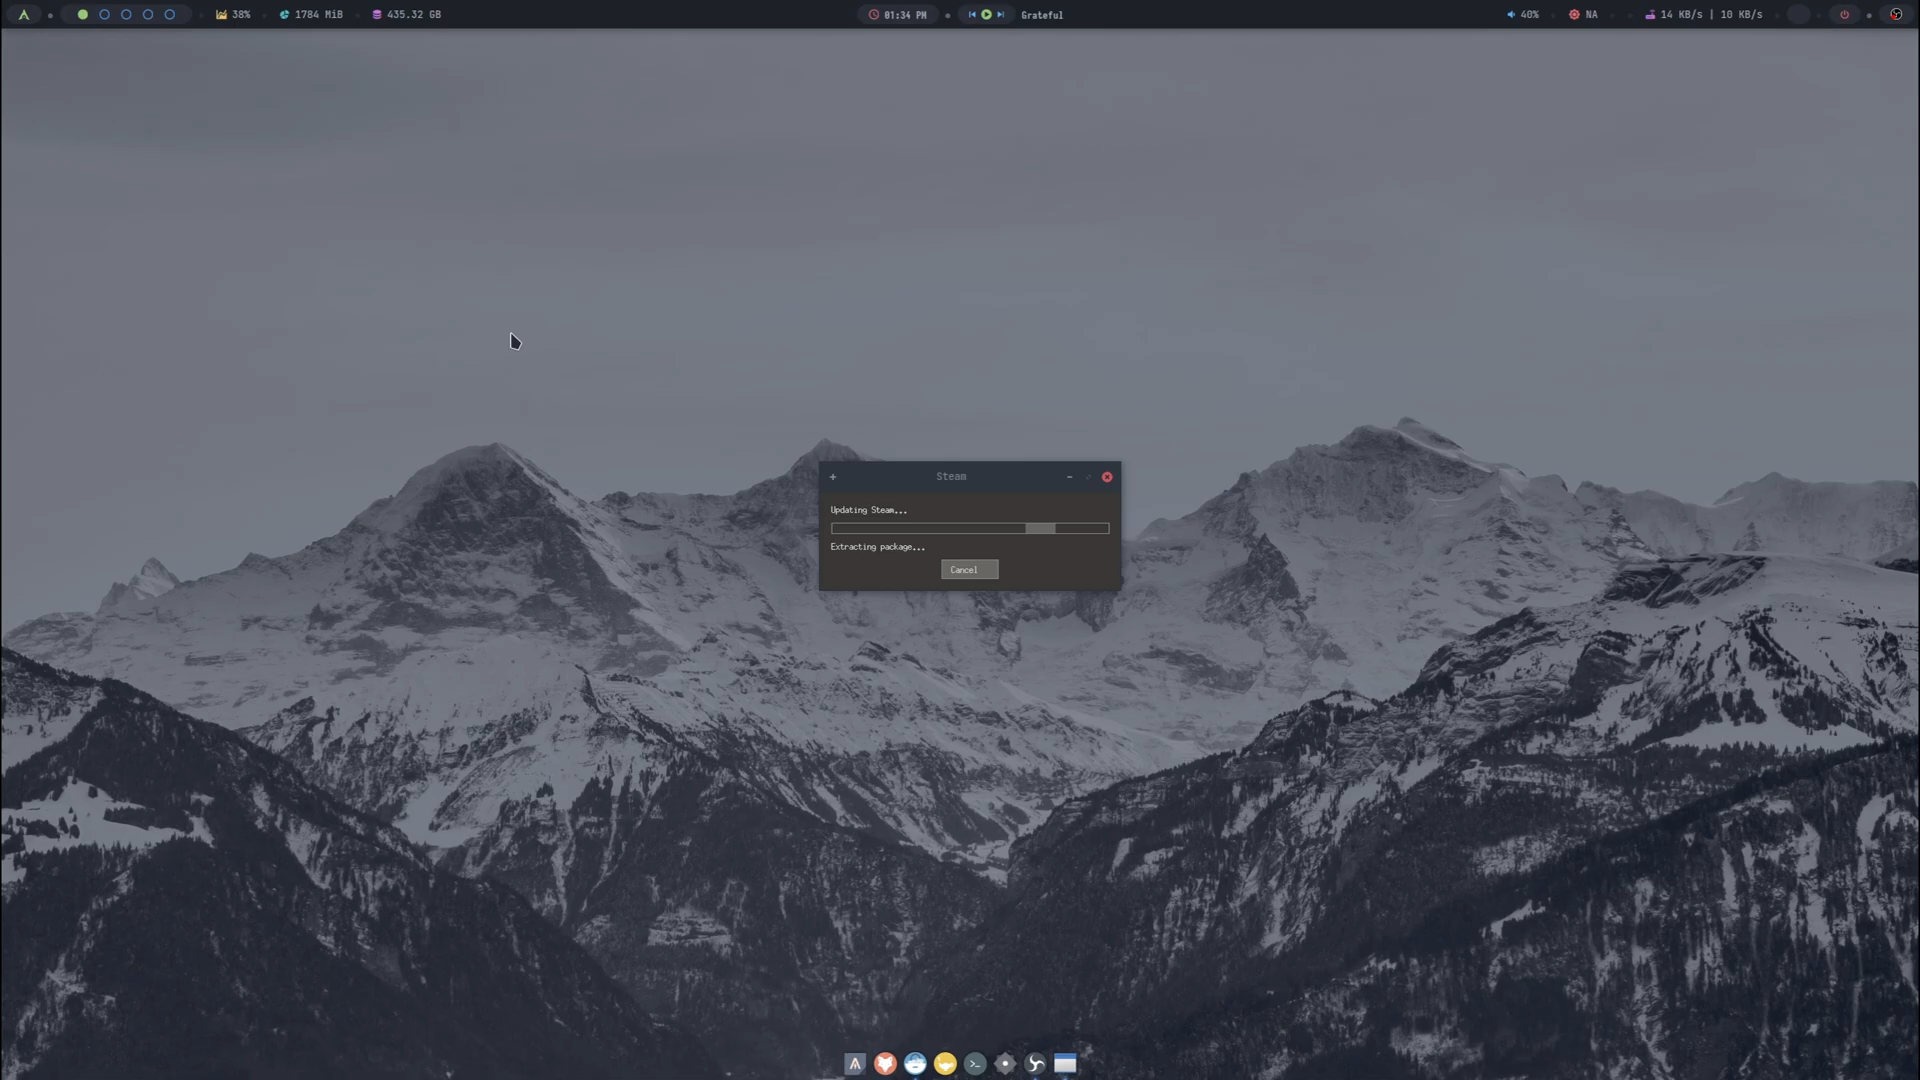 38% 1784 MiB 435.32 GB 01:34 PM Grateful 40% NA 14 KB/s | 10 KB/s
Steam
Updating Steam...
Extracting package...
Cancel